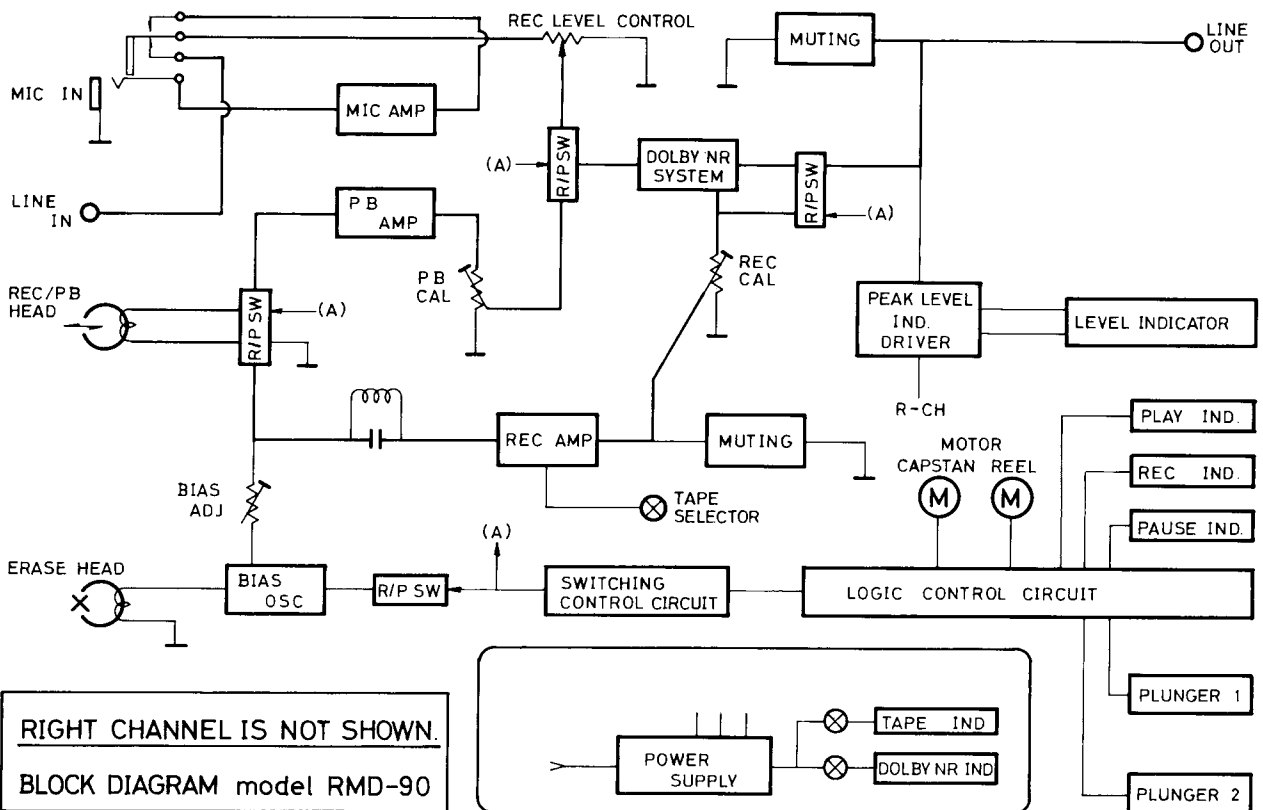 REC LEVEL CONTROL
MUTING
LINE
OUT
MIC IN
MIC AMP
(A)
R/P SW
DOLBY NR
SYSTEM
R/P SW
(A)
LINE
IN
PB
AMP
PB
CAL
REC
CAL
REC/PB
HEAD
R/P SW
(A)
PEAK LEVEL
IND.
DRIVER
LEVEL INDICATOR
R-CH
REC AMP
MUTING
MOTOR
CAPSTAN REEL
M
M
PLAY IND.
REC IND.
PAUSE IND.
BIAS
ADJ
TAPE
SELECTOR
(A)
ERASE HEAD
BIAS
OSC
R/P SW
SWITCHING
CONTROL CIRCUIT
LOGIC CONTROL CIRCUIT
PLUNGER 1
PLUNGER 2
POWER
SUPPLY
TAPE IND
DOLBY NR IND
RIGHT CHANNEL IS NOT SHOWN.
BLOCK DIAGRAM model RMD-90